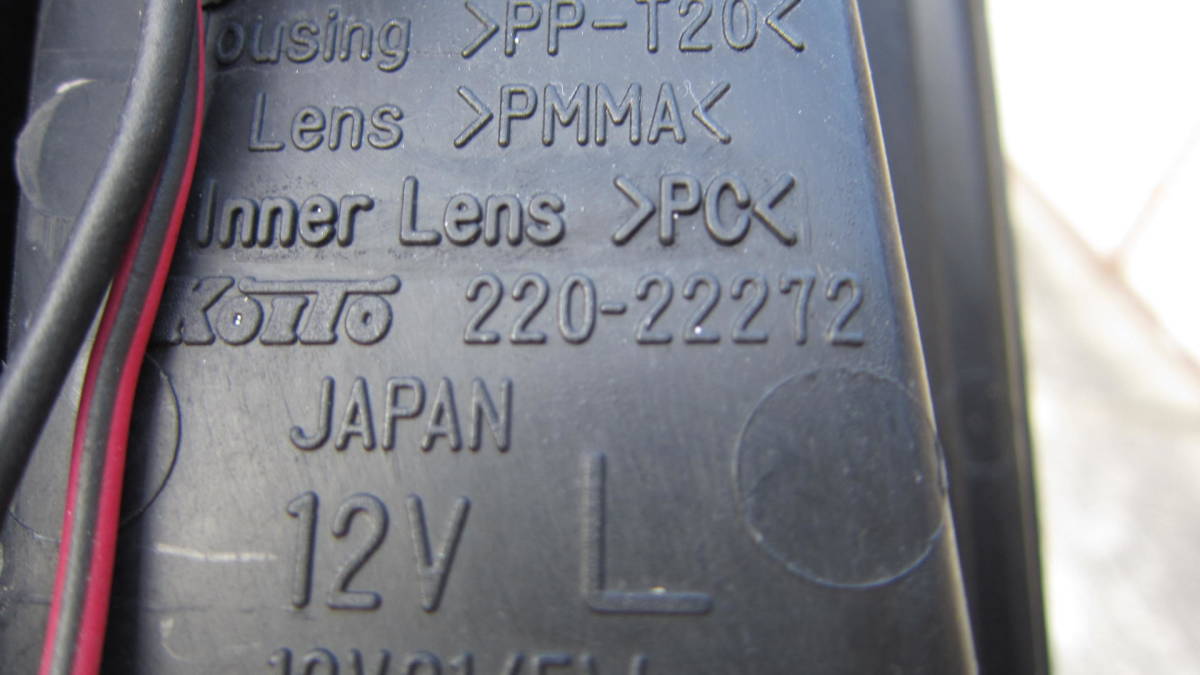 ousing >PP-T20<
Lens >PMMA<
Inner Lens >PC<
KOITO 220-22272
JAPAN
12V L